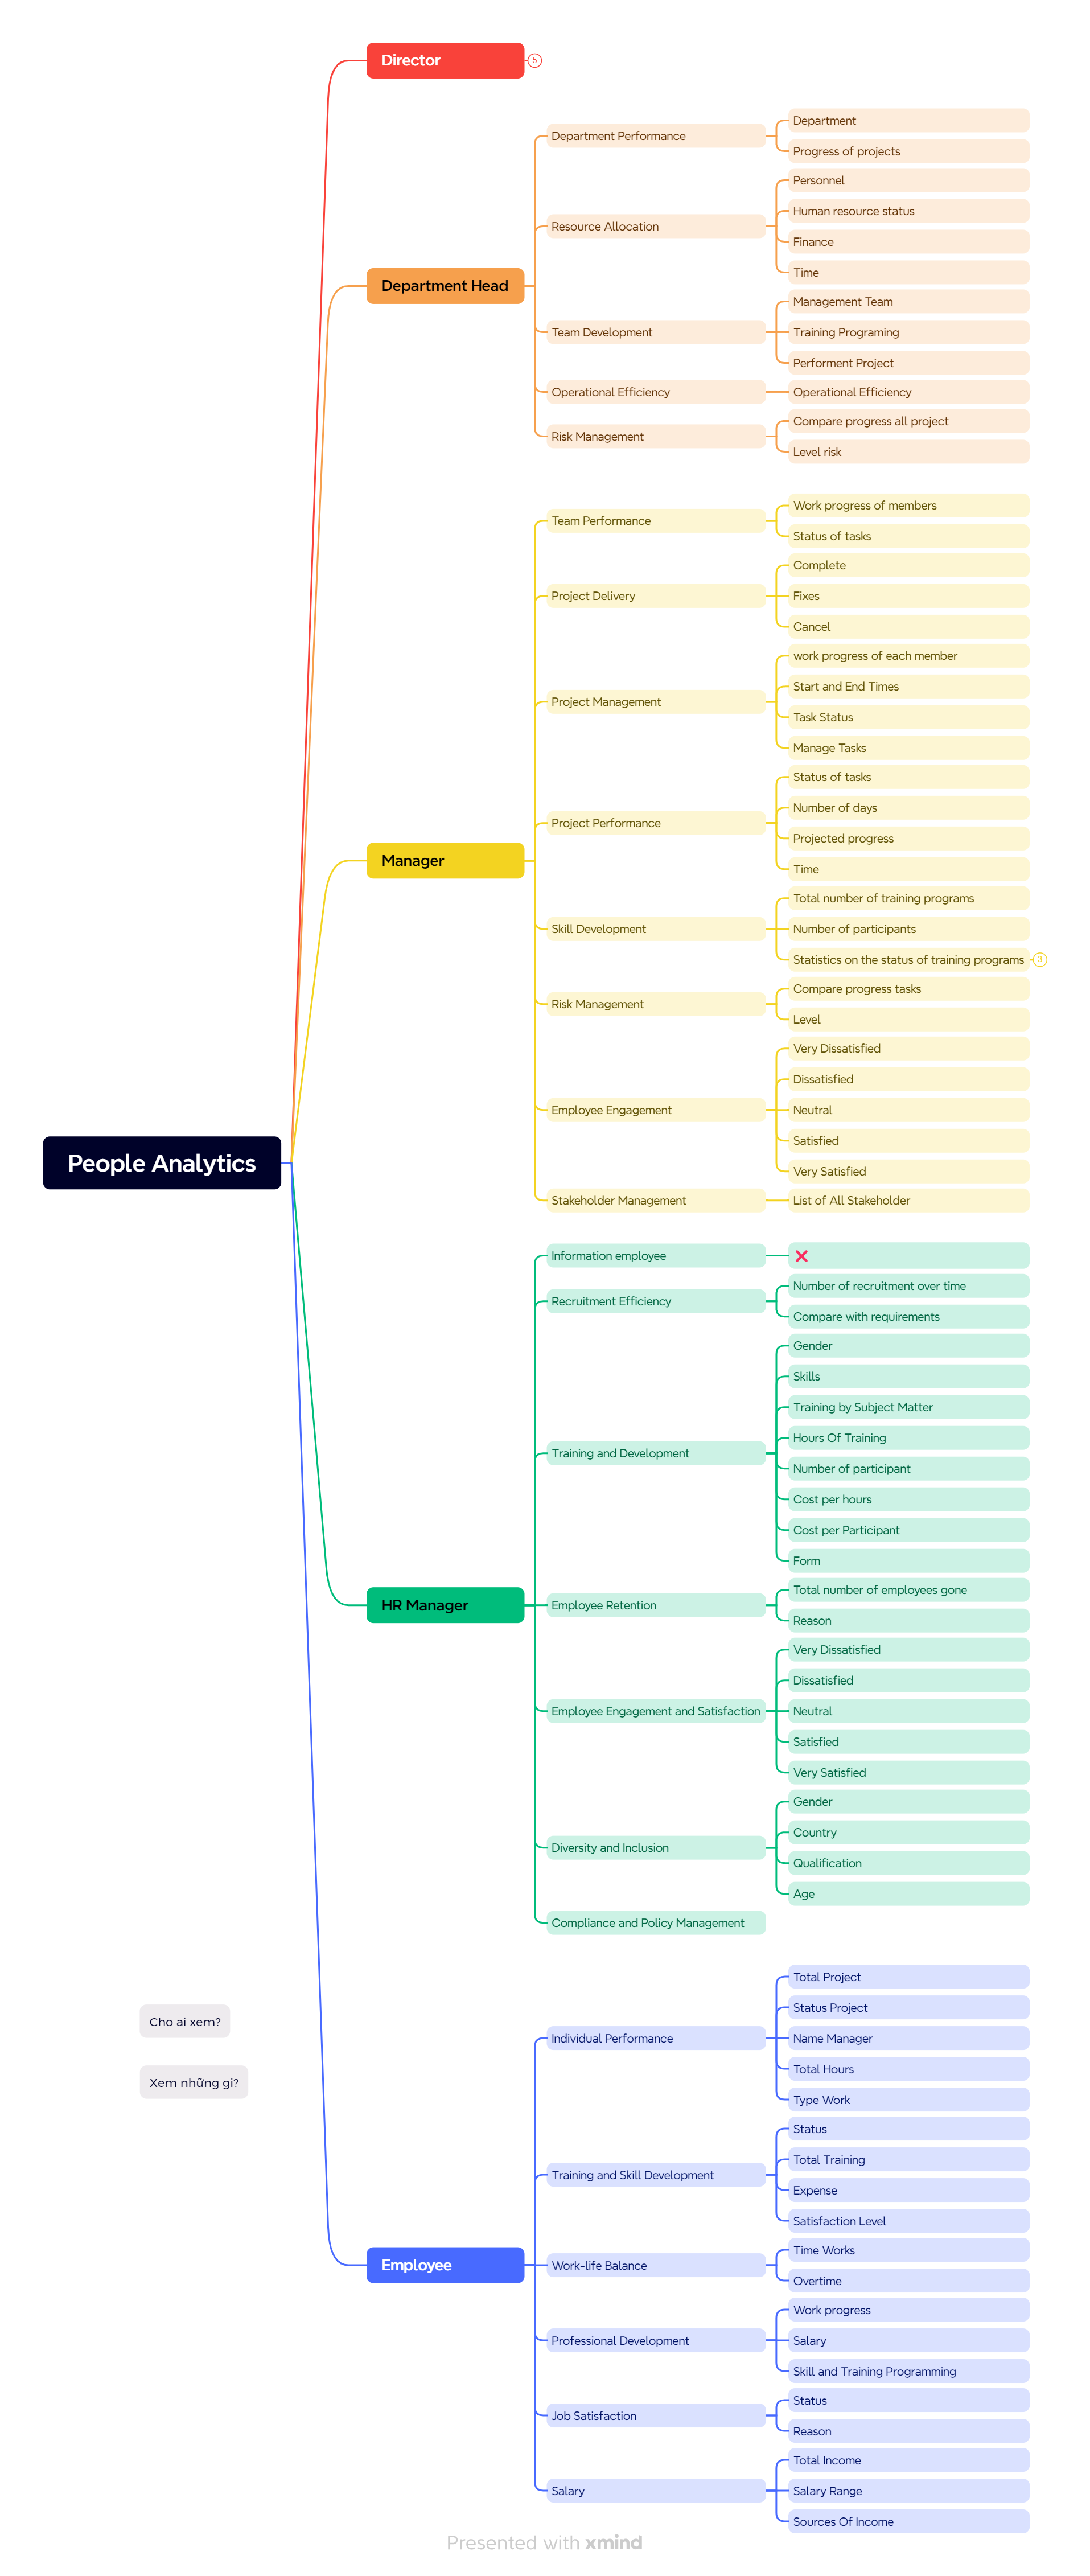 Director
5
Department Head
Department Performance
Department
Progress of projects
Resource Allocation
Personnel
Human resource status
Finance
Time
Team Development
Management Team
Training Programing
Performent Project
Operational Efficiency
Operational Efficiency
Risk Management
Compare progress all project
Level risk
Manager
Team Performance
Work progress of members
Status of tasks
Project Delivery
Complete
Fixes
Cancel
Project Management
work progress of each member
Start and End Times
Task Status
Manage Tasks
Project Performance
Status of tasks
Number of days
Projected progress
Time
Skill Development
Total number of training programs
Number of participants
Statistics on the status of training programs
3
Risk Management
Compare progress tasks
Level
Employee Engagement
Very Dissatisfied
Dissatisfied
Neutral
Satisfied
Very Satisfied
Stakeholder Management
List of All Stakeholder
People Analytics
HR Manager
Information employee
Recruitment Efficiency
Number of recruitment over time
Compare with requirements
Training and Development
Gender
Skills
Training by Subject Matter
Hours Of Training
Number of participant
Cost per hours
Cost per Participant
Form
Employee Retention
Total number of employees gone
Reason
Employee Engagement and Satisfaction
Very Dissatisfied
Dissatisfied
Neutral
Satisfied
Very Satisfied
Diversity and Inclusion
Gender
Country
Qualification
Age
Compliance and Policy Management
Cho ai xem?
Xem những gì?
Employee
Individual Performance
Total Project
Status Project
Name Manager
Total Hours
Type Work
Training and Skill Development
Status
Total Training
Expense
Satisfaction Level
Work-life Balance
Time Works
Overtime
Professional Development
Work progress
Salary
Skill and Training Programming
Job Satisfaction
Status
Reason
Salary
Total Income
Salary Range
Sources Of Income
Presented with xmind